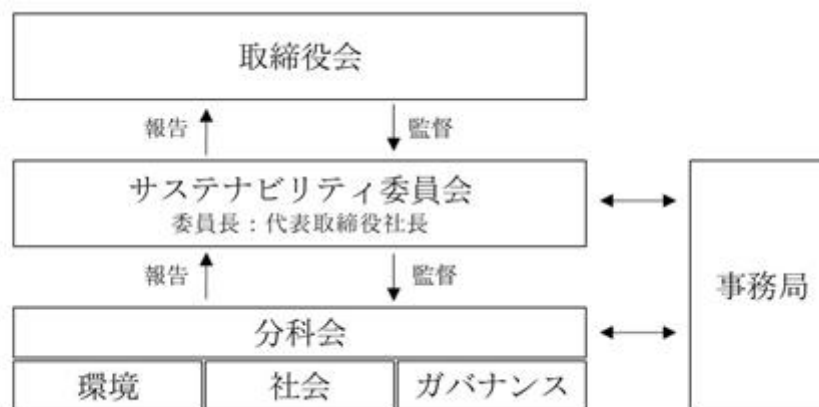 取締役会
報告
監督
サステナビリティ委員会
委員長：代表取締役社長
報告
監督
事務局
分科会
環境
社会
ガバナンス